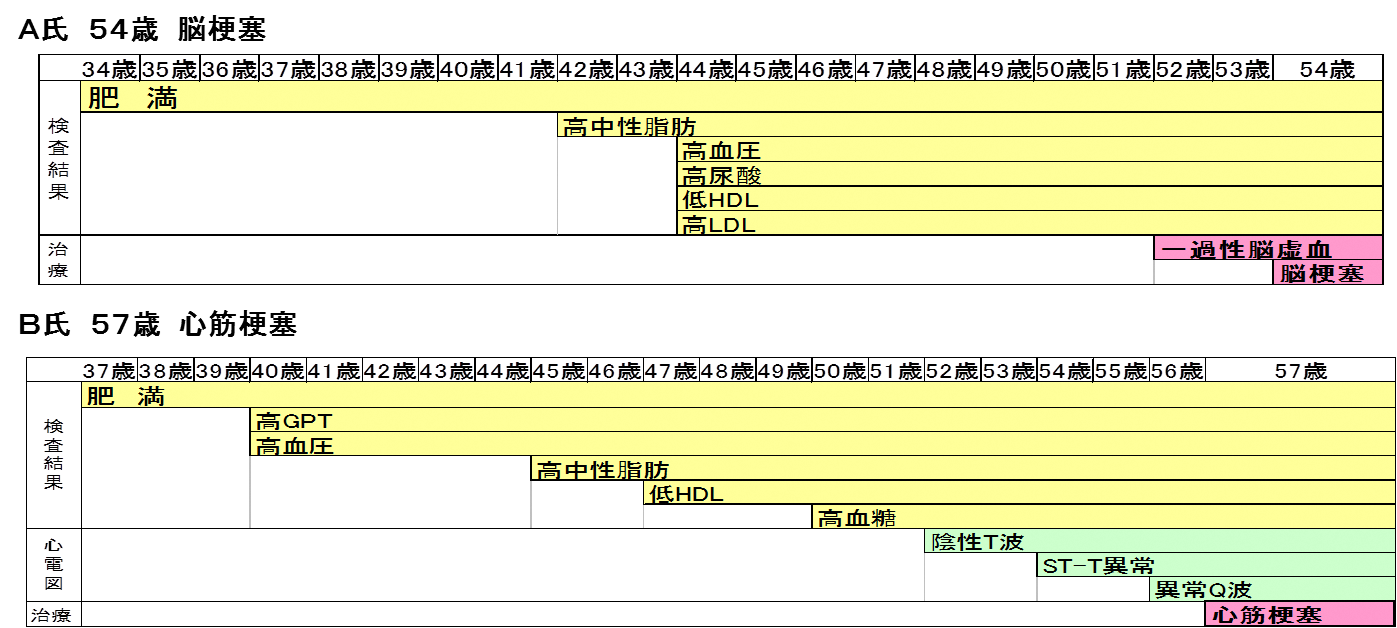 A氏 54歳 脳梗塞
34歳 35歳 36歳 37歳 38歳 39歳 40歳 41歳 42歳 43歳 44歳 45歳 46歳 47歳 48歳 49歳 50歳 51歳 52歳 53歳 54歳
検査結果
肥 満
高中性脂肪
高血圧
高尿酸
低HDL
高LDL
治療
一過性脳虚血
脳梗塞
B氏 57歳 心筋梗塞
37歳 38歳 39歳 40歳 41歳 42歳 43歳 44歳 45歳 46歳 47歳 48歳 49歳 50歳 51歳 52歳 53歳 54歳 55歳 56歳 57歳
検査結果
肥 満
高GPT
高血圧
高中性脂肪
低HDL
高血糖
心電図
陰性T波
ST-T異常
異常Q波
治療
心筋梗塞